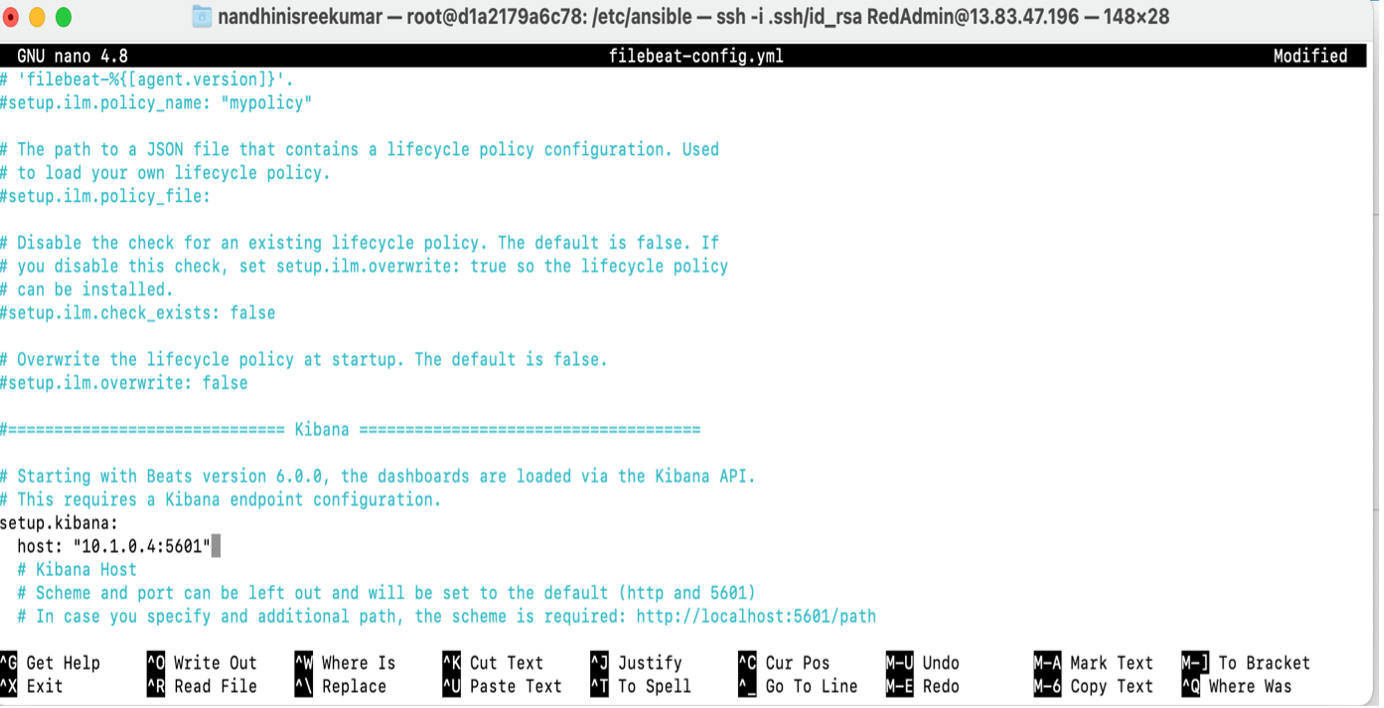 nandhinisreekumar — root@d1a2179a6c78: /etc/ansible — ssh -i .ssh/id_rsa RedAdmin@13.83.47.196 — 148×28
GNU nano 4.8 filebeat-config.yml Modified
# 'filebeat-%{[agent.version]}'.
#setup.ilm.policy_name: "mypolicy"
# The path to a JSON file that contains a lifecycle policy configuration. Used
# to load your own lifecycle policy.
#setup.ilm.policy_file:
# Disable the check for an existing lifecycle policy. The default is false. If
# you disable this check, set setup.ilm.overwrite: true so the lifecycle policy
# can be installed.
#setup.ilm.check_exists: false
# Overwrite the lifecycle policy at startup. The default is false.
#setup.ilm.overwrite: false
#============================== Kibana =====================================
# Starting with Beats version 6.0.0, the dashboards are loaded via the Kibana API.
# This requires a Kibana endpoint configuration.
setup.kibana:
  host: "10.1.0.4:5601"
  # Kibana Host
  # Scheme and port can be left out and will be set to the default (http and 5601)
  # In case you specify and additional path, the scheme is required: http://localhost:5601/path
^G Get Help ^O Write Out ^W Where Is ^K Cut Text ^J Justify ^C Cur Pos M-U Undo M-A Mark Text M-] To Bracket
^X Exit ^R Read File ^\ Replace ^U Paste Text ^T To Spell ^_ Go To Line M-E Redo M-6 Copy Text ^Q Where Was